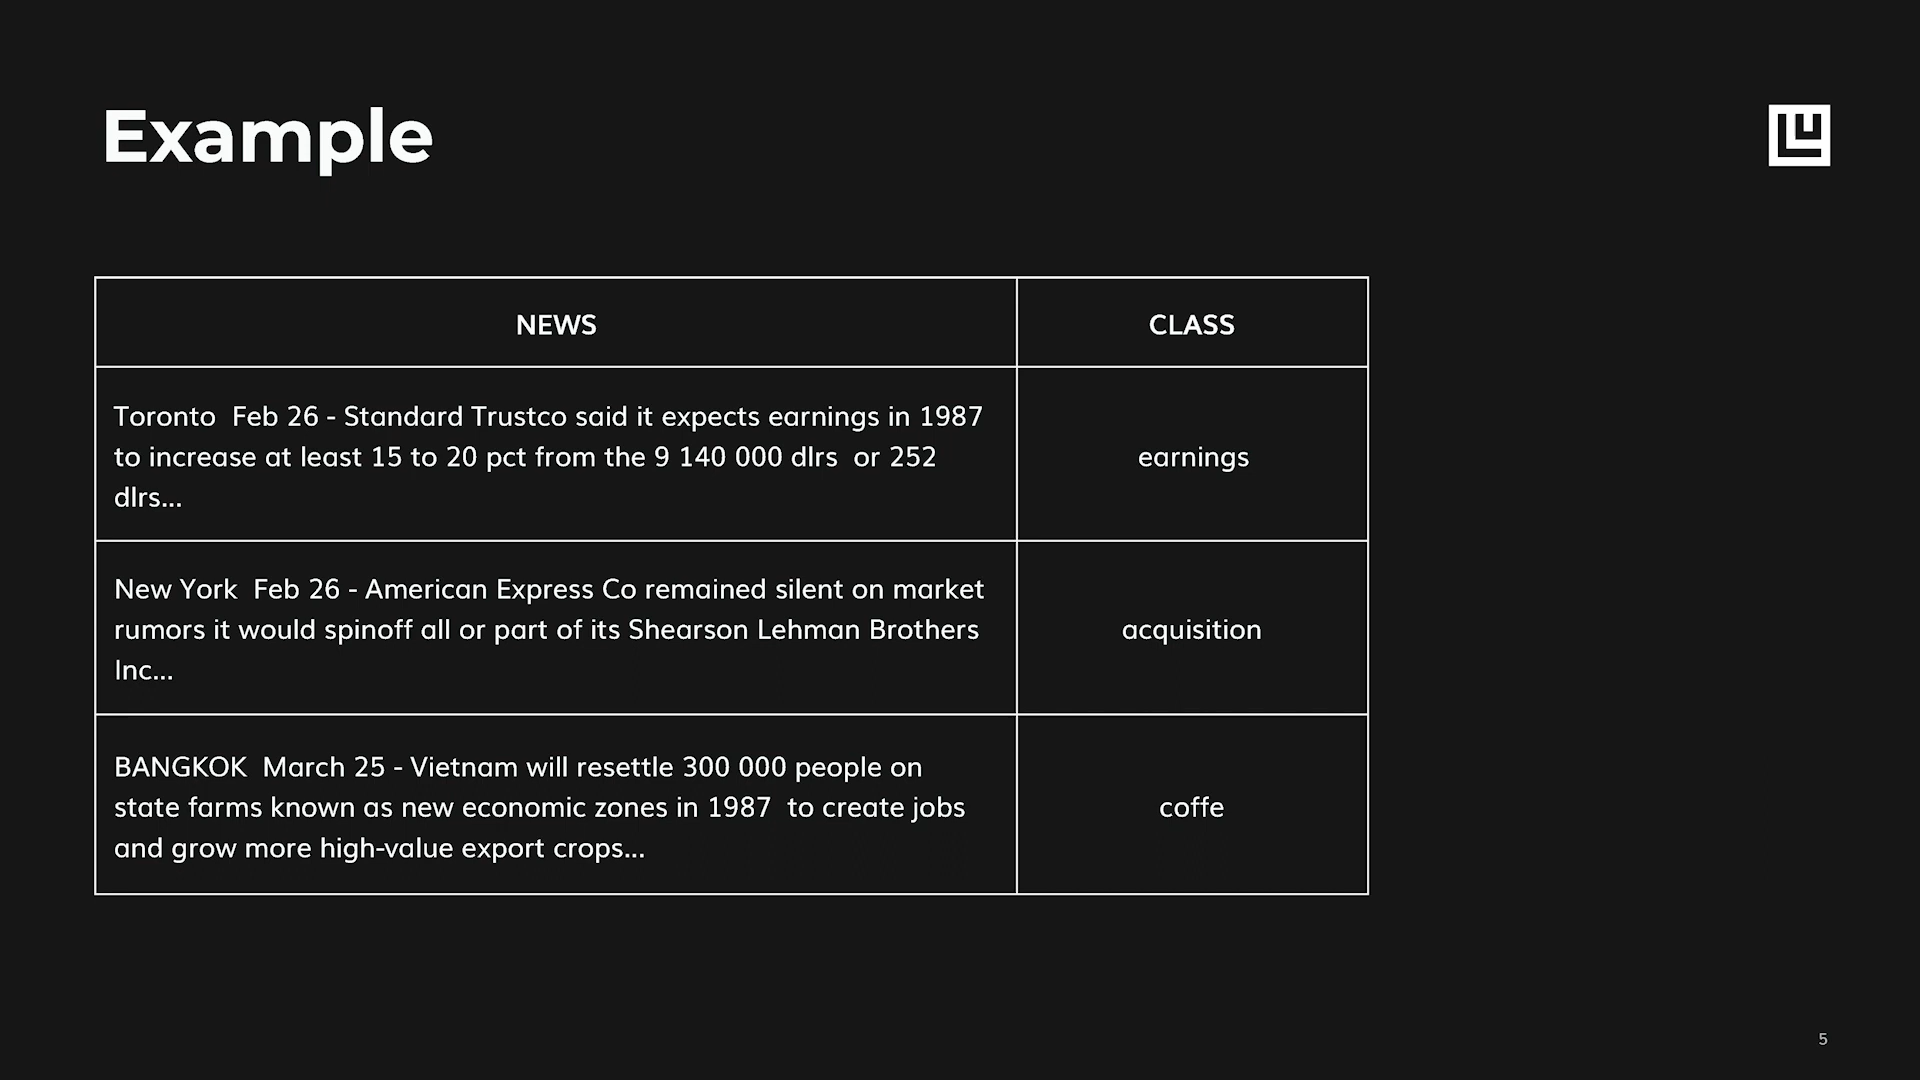 Example
NEWS
CLASS
Toronto  Feb 26 - Standard Trustco said it expects earnings in 1987
to increase at least 15 to 20 pct from the 9 140 000 dlrs  or 252
dlrs...
earnings
New York  Feb 26 - American Express Co remained silent on market
rumors it would spinoff all or part of its Shearson Lehman Brothers
Inc...
acquisition
BANGKOK  March 25 - Vietnam will resettle 300 000 people on
state farms known as new economic zones in 1987  to create jobs
and grow more high-value export crops...
coffe
5